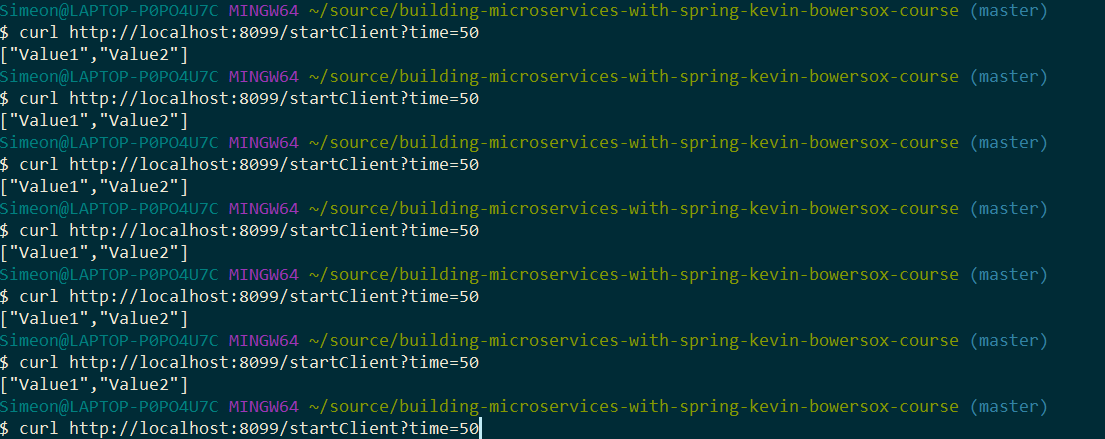 Simeon@LAPTOP-P0PO4U7C MINGW64 ~/source/building-microservices-with-spring-kevin-bowersox-course (master)
$ curl http://localhost:8099/startClient?time=50
["Value1","Value2"]
Simeon@LAPTOP-P0PO4U7C MINGW64 ~/source/building-microservices-with-spring-kevin-bowersox-course (master)
$ curl http://localhost:8099/startClient?time=50
["Value1","Value2"]
Simeon@LAPTOP-P0PO4U7C MINGW64 ~/source/building-microservices-with-spring-kevin-bowersox-course (master)
$ curl http://localhost:8099/startClient?time=50
["Value1","Value2"]
Simeon@LAPTOP-P0PO4U7C MINGW64 ~/source/building-microservices-with-spring-kevin-bowersox-course (master)
$ curl http://localhost:8099/startClient?time=50
["Value1","Value2"]
Simeon@LAPTOP-P0PO4U7C MINGW64 ~/source/building-microservices-with-spring-kevin-bowersox-course (master)
$ curl http://localhost:8099/startClient?time=50
["Value1","Value2"]
Simeon@LAPTOP-P0PO4U7C MINGW64 ~/source/building-microservices-with-spring-kevin-bowersox-course (master)
$ curl http://localhost:8099/startClient?time=50
["Value1","Value2"]
Simeon@LAPTOP-P0PO4U7C MINGW64 ~/source/building-microservices-with-spring-kevin-bowersox-course (master)
$ curl http://localhost:8099/startClient?time=50